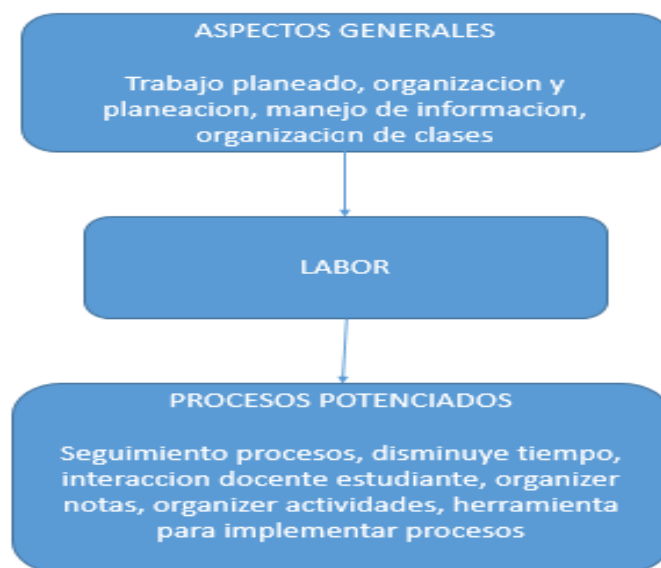 ASPECTOS GENERALES
Trabajo planeado, organizacion y
planeacion, manejo de informacion,
organizacion de clases
LABOR
PROCESOS POTENCIADOS
Seguimiento procesos, disminuye tiempo,
interaccion docente estudiante, organizer
notas, organizer actividades, herramienta
para implementar procesos